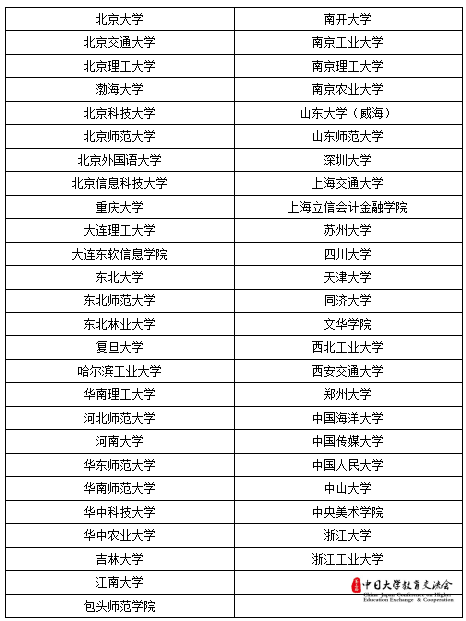 北京大学 南开大学
北京交通大学 南京工业大学
北京理工大学 南京理工大学
渤海大学 南京农业大学
北京科技大学 山东大学（威海）
北京师范大学 山东师范大学
北京外国语大学 深圳大学
北京信息科技大学 上海交通大学
重庆大学 上海立信会计金融学院
大连理工大学 苏州大学
大连东软信息学院 四川大学
东北大学 天津大学
东北师范大学 同济大学
东北林业大学 文华学院
复旦大学 西北工业大学
哈尔滨工业大学 西安交通大学
华南理工大学 郑州大学
河北师范大学 中国海洋大学
河南大学 中国传媒大学
华东师范大学 中国人民大学
华南师范大学 中山大学
华中科技大学 中央美术学院
华中农业大学 浙江大学
吉林大学 浙江工业大学
江南大学 中日大学教育交流会
China Japan Conference on Higher
Education Exchange & Cooperation
包头师范学院